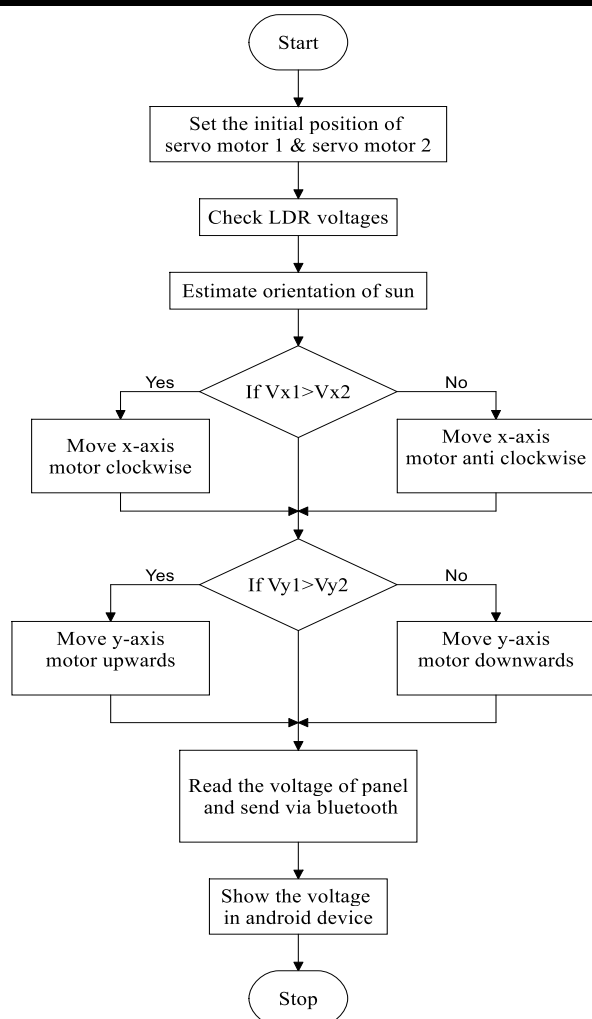 Start
Set the initial position of
servo motor 1 & servo motor 2
Check LDR voltages
Estimate orientation of sun
Yes
If Vx1>Vx2
No
Move x-axis
motor clockwise
Move x-axis
motor anti clockwise
Yes
If Vy1>Vy2
No
Move y-axis
motor upwards
Move y-axis
motor downwards
Read the voltage of panel
and send via bluetooth
Show the voltage
in android device
Stop